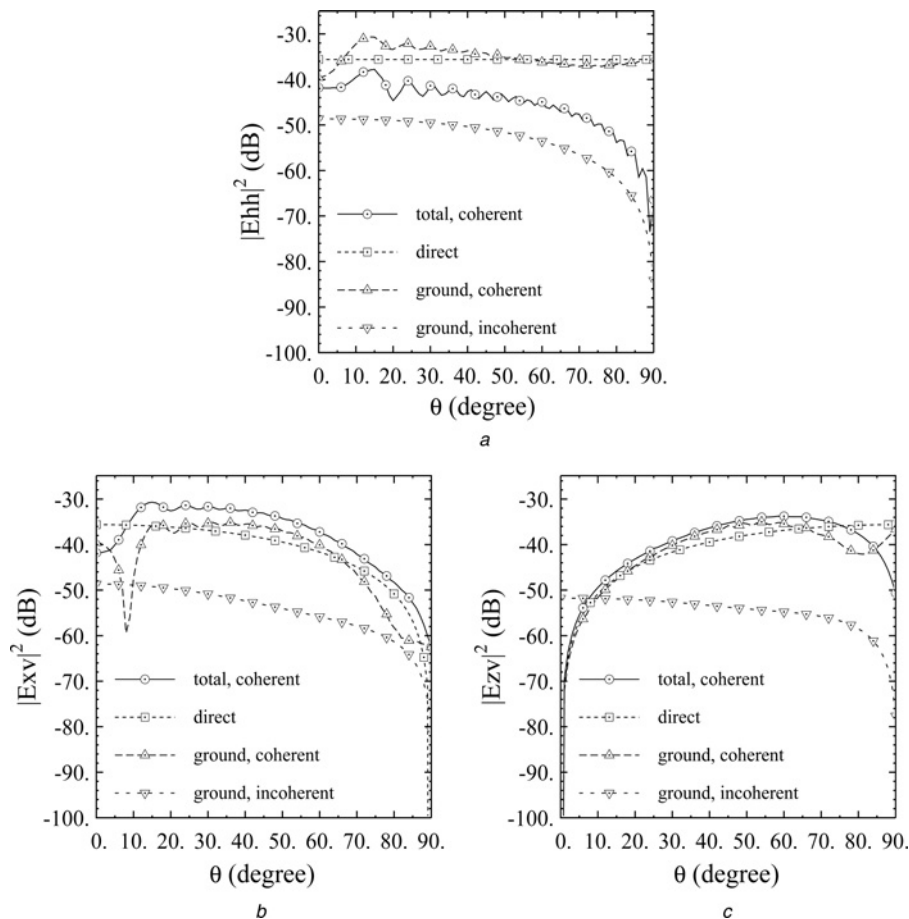 -30.
-40.
-50.
-60.
-70.
-80.
-90.
-100.
|Ehh|² (dB)
total, coherent
direct
ground, coherent
ground, incoherent
0. 10. 20. 30. 40. 50. 60. 70. 80. 90.
θ (degree)
a
-30.
-40.
-50.
-60.
-70.
-80.
-90.
-100.
|Exv|² (dB)
total, coherent
direct
ground, coherent
ground, incoherent
0. 10. 20. 30. 40. 50. 60. 70. 80. 90.
θ (degree)
b
-30.
-40.
-50.
-60.
-70.
-80.
-90.
-100.
|Ezv|² (dB)
total, coherent
direct
ground, coherent
ground, incoherent
0. 10. 20. 30. 40. 50. 60. 70. 80. 90.
θ (degree)
c